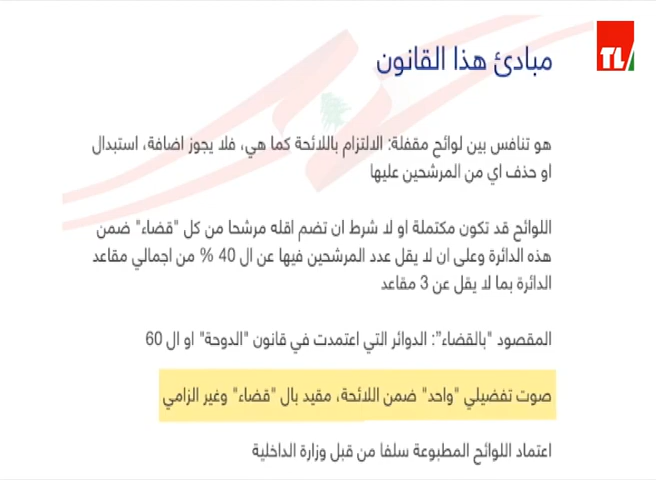 TL/
مبادئ هذا القانون
هو تنافس بين لوائح مقفلة: الالتزام باللائحة كما هي، فلا يجوز اضافة، استبدال
او حذف اي من المرشحين عليها
اللوائح قد تكون مكتملة او لا شرط ان تضم اقله مرشحا من كل "قضاء" ضمن
هذه الدائرة وعلى ان لا يقل عدد المرشحين فيها عن ال 40 % من اجمالي مقاعد
الدائرة بما لا يقل عن 3 مقاعد
المقصود "بالقضاء": الدوائر التي اعتمدت في قانون "الدوحة" او ال 60
صوت تفضيلي "واحد" ضمن اللائحة، مقيد بال "قضاء" وغير الزامي
اعتماد اللوائح المطبوعة سلفا من قبل وزارة الداخلية